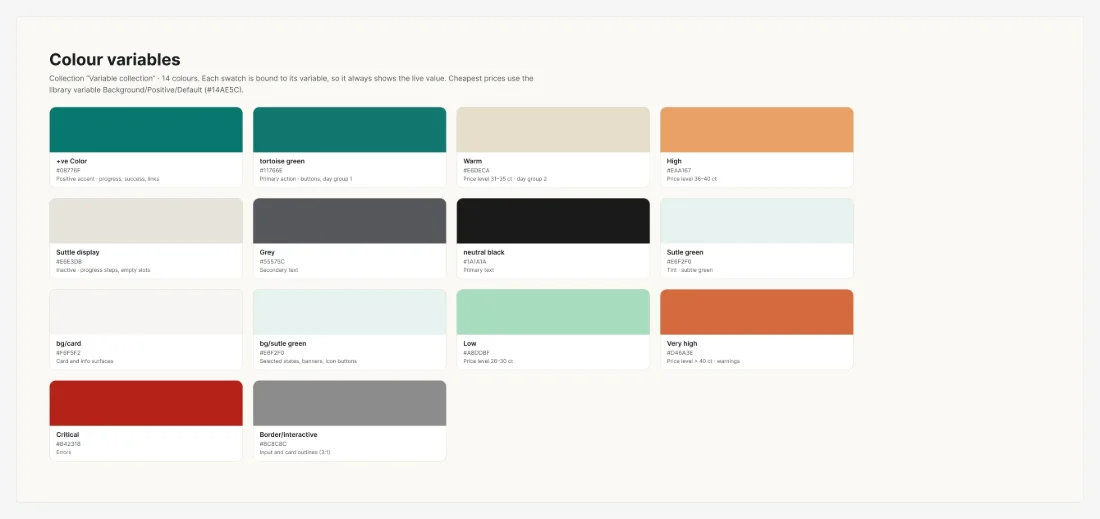 Colour variables
Collection "Variable collection" · 14 colours. Each swatch is bound to its variable, so it always shows the live value. Cheapest prices use the
library variable Background/Positive/Default (#14AE5C).
+ve Color
#08776F
Positive accent · progress, success, links
tortoise green
#11766E
Primary action · buttons, day group 1
Warm
#E6DECA
Price level 31–35 ct · day group 2
High
#EAA167
Price level 36–40 ct
Suttle display
#E6E3D8
Inactive · progress steps, empty slots
Grey
#55575C
Secondary text
neutral black
#1A1A1A
Primary text
Sutle green
#E6F2F0
Tint · subtle green
bg/card
#F6F5F2
Card and info surfaces
bg/sutle green
#E6F2F0
Selected states, banners, icon buttons
Low
#A8DDBF
Price level 26–30 ct
Very high
#D46A3E
Price level > 40 ct · warnings
Critical
#B42318
Errors
Border/interactive
#8C8C8C
Input and card outlines (3:1)